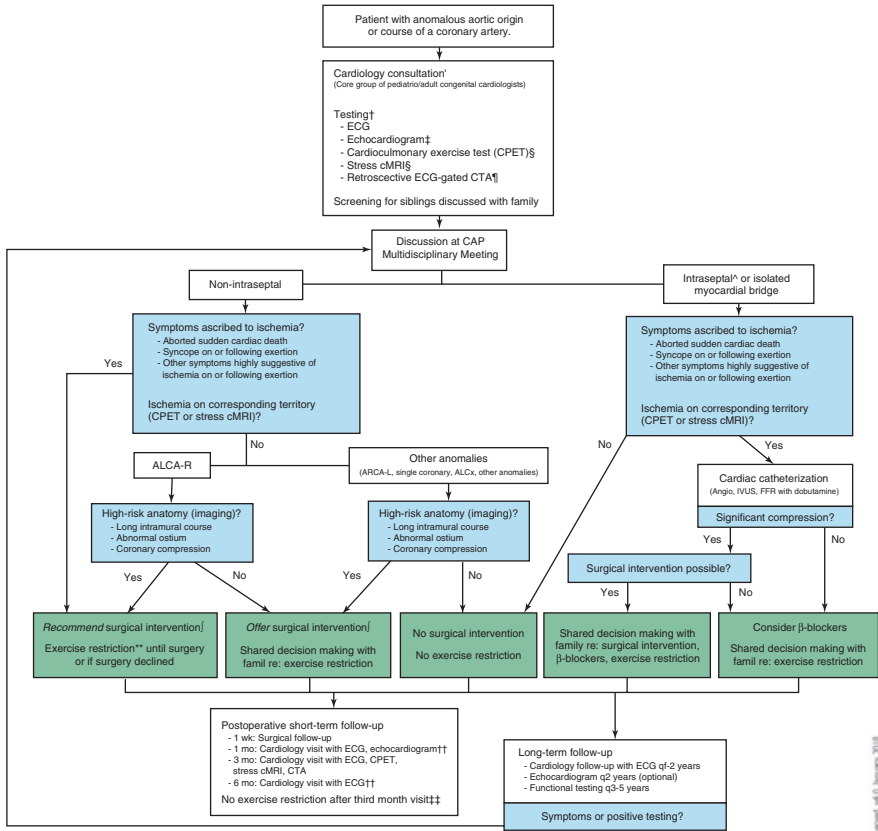 Patient with anomalous aortic origin
or course of a coronary artery.
Cardiology consultation'
(Core group of pediatrio/adult congenital cardiologists)
Testing†
- ECG
- Echocardiogram‡
- Cardioculmonary exercise test (CPET)§
- Stress cMRI§
- Retroscective ECG-gated CTA¶
Screening for siblings discussed with family
Discussion at CAP
Multidisciplinary Meeting
Non-intraseptal
Intraseptal^ or isolated
myocardial bridge
Symptoms ascribed to ischemia?
- Aborted sudden cardiac death
- Syncope on or following exertion
- Other symptoms highly suggestive of
ischemia on or following exertion
Ischemia on corresponding territory
(CPET or stress cMRI)?
Yes
No
Symptoms ascribed to ischemia?
- Aborted sudden cardiac death
- Syncope on or following exertion
- Other symptoms highly suggestive of
ischemia on or following exertion
Ischemia on corresponding territory
(CPET or stress cMRI)?
No
Yes
ALCA-R
Other anomalies
(ARCA-L, single coronary, ALCx, other anomalies)
Cardiac catheterization
(Angio, IVUS, FFR with dobutamine)
Significant compression?
High-risk anatomy (imaging)?
- Long intramural course
- Abnormal ostium
- Coronary compression
High-risk anatomy (imaging)?
- Long intramural course
- Abnormal ostium
- Coronary compression
Yes
No
Surgical intervention possible?
Yes
No
Yes
No
Yes
No
Recommend surgical intervention∫
Exercise restriction** until surgery
or if surgery declined
Offer surgical intervention∫
Shared decision making with
famil re: exercise restriction
No surgical intervention
No exercise restriction
Shared decision making with
family re: surgical intervention,
β-blockers, exercise restriction
Consider β-blockers
Shared decision making with
famil re: exercise restriction
Postoperative short-term follow-up
- 1 wk: Surgical follow-up
- 1 mo: Cardiology visit with ECG, echocardiogram††
- 3 mo: Cardiology visit with ECG, CPET,
stress cMRI, CTA
- 6 mo: Cardiology visit with ECG††
No exercise restriction after third month visit‡‡
Long-term follow-up
- Cardiology follow-up with ECG qf-2 years
- Echocardiogram q2 years (optional)
- Functional testing q3-5 years
Symptoms or positive testing?
January 2018